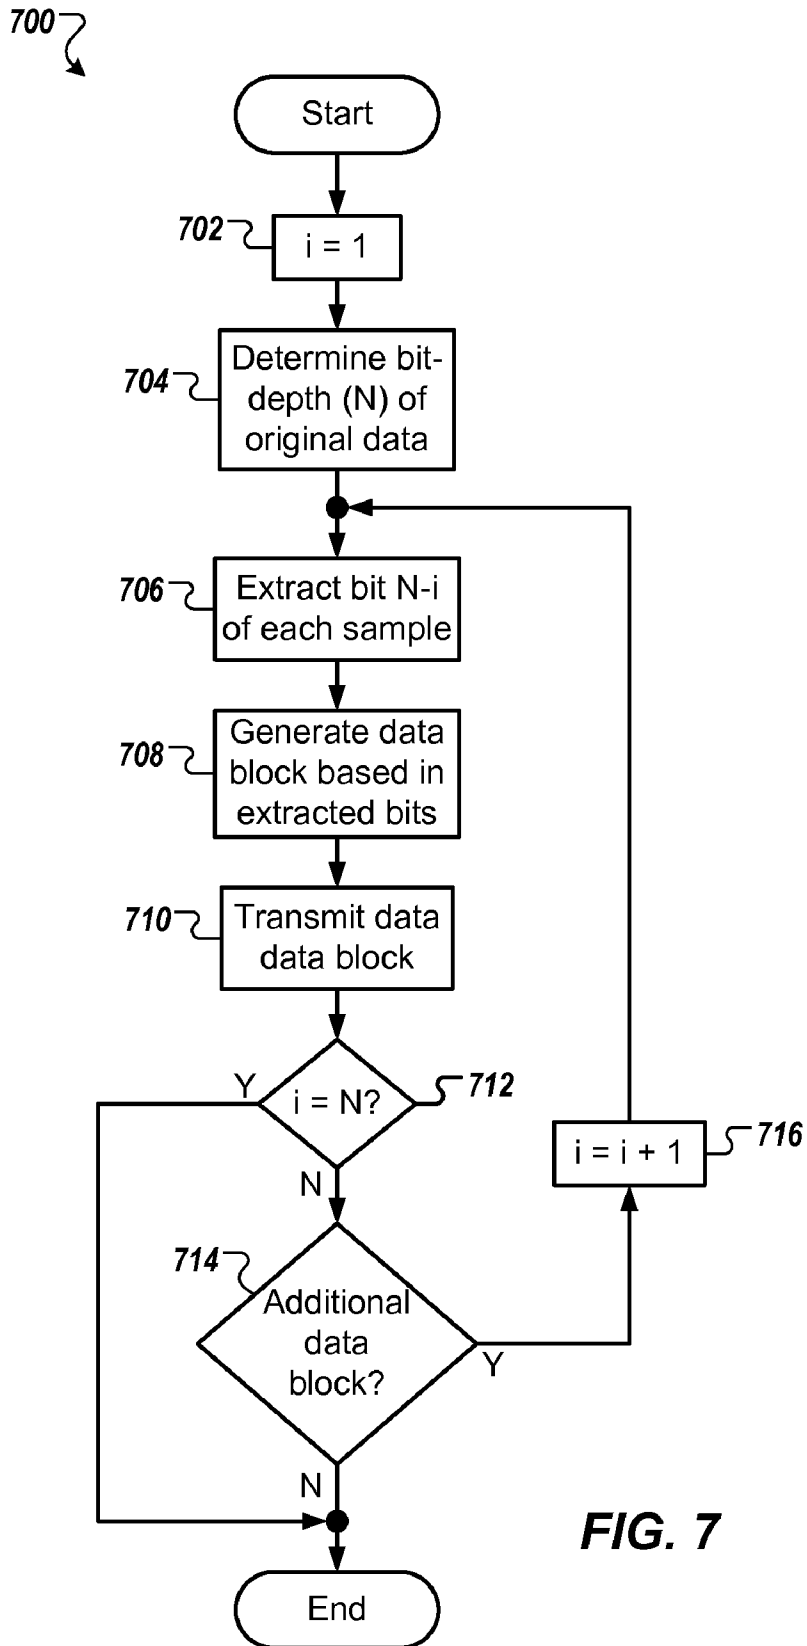 700
Start
702
i = 1
704
Determine bit-
depth (N) of
original data
706
Extract bit N-i
of each sample
708
Generate data
block based in
extracted bits
710
Transmit data
data block
Y
i = N?
712
N
716
i = i + 1
714
Additional
data
block?
Y
N
FIG. 7
End